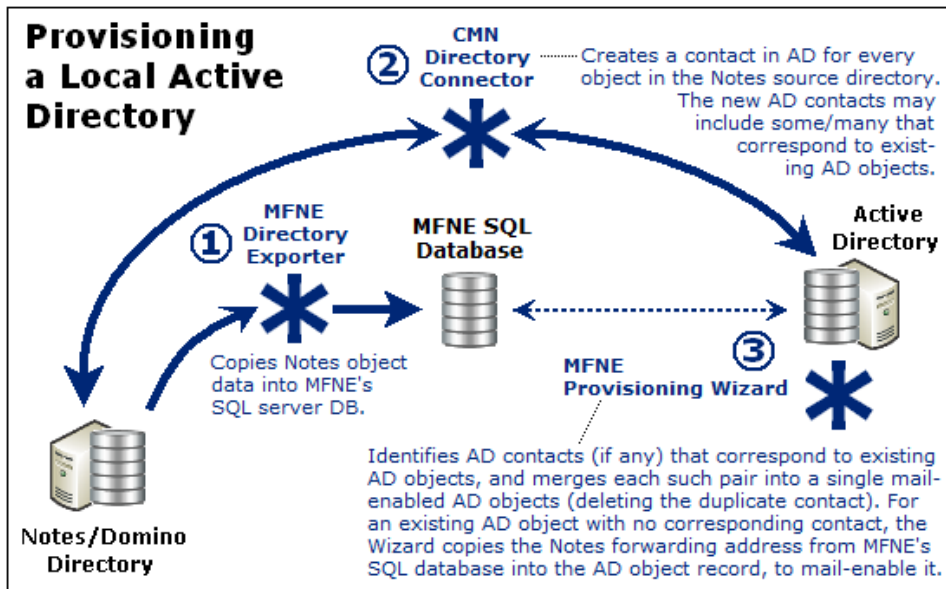 Provisioning
a Local Active
Directory
②
CMN
Directory
Connector
Creates a contact in AD for every
object in the Notes source directory.
The new AD contacts may
include some/many that
correspond to exist-
ing AD objects.
①
MFNE
Directory
Exporter
MFNE SQL
Database
Active
Directory
Copies Notes object
data into MFNE's
SQL server DB.
③
MFNE
Provisioning Wizard
Identifies AD contacts (if any) that correspond to existing
AD objects, and merges each such pair into a single mail-
enabled AD objects (deleting the duplicate contact). For
an existing AD object with no corresponding contact, the
Wizard copies the Notes forwarding address from MFNE's
SQL database into the AD object record, to mail-enable it.
Notes/Domino
Directory